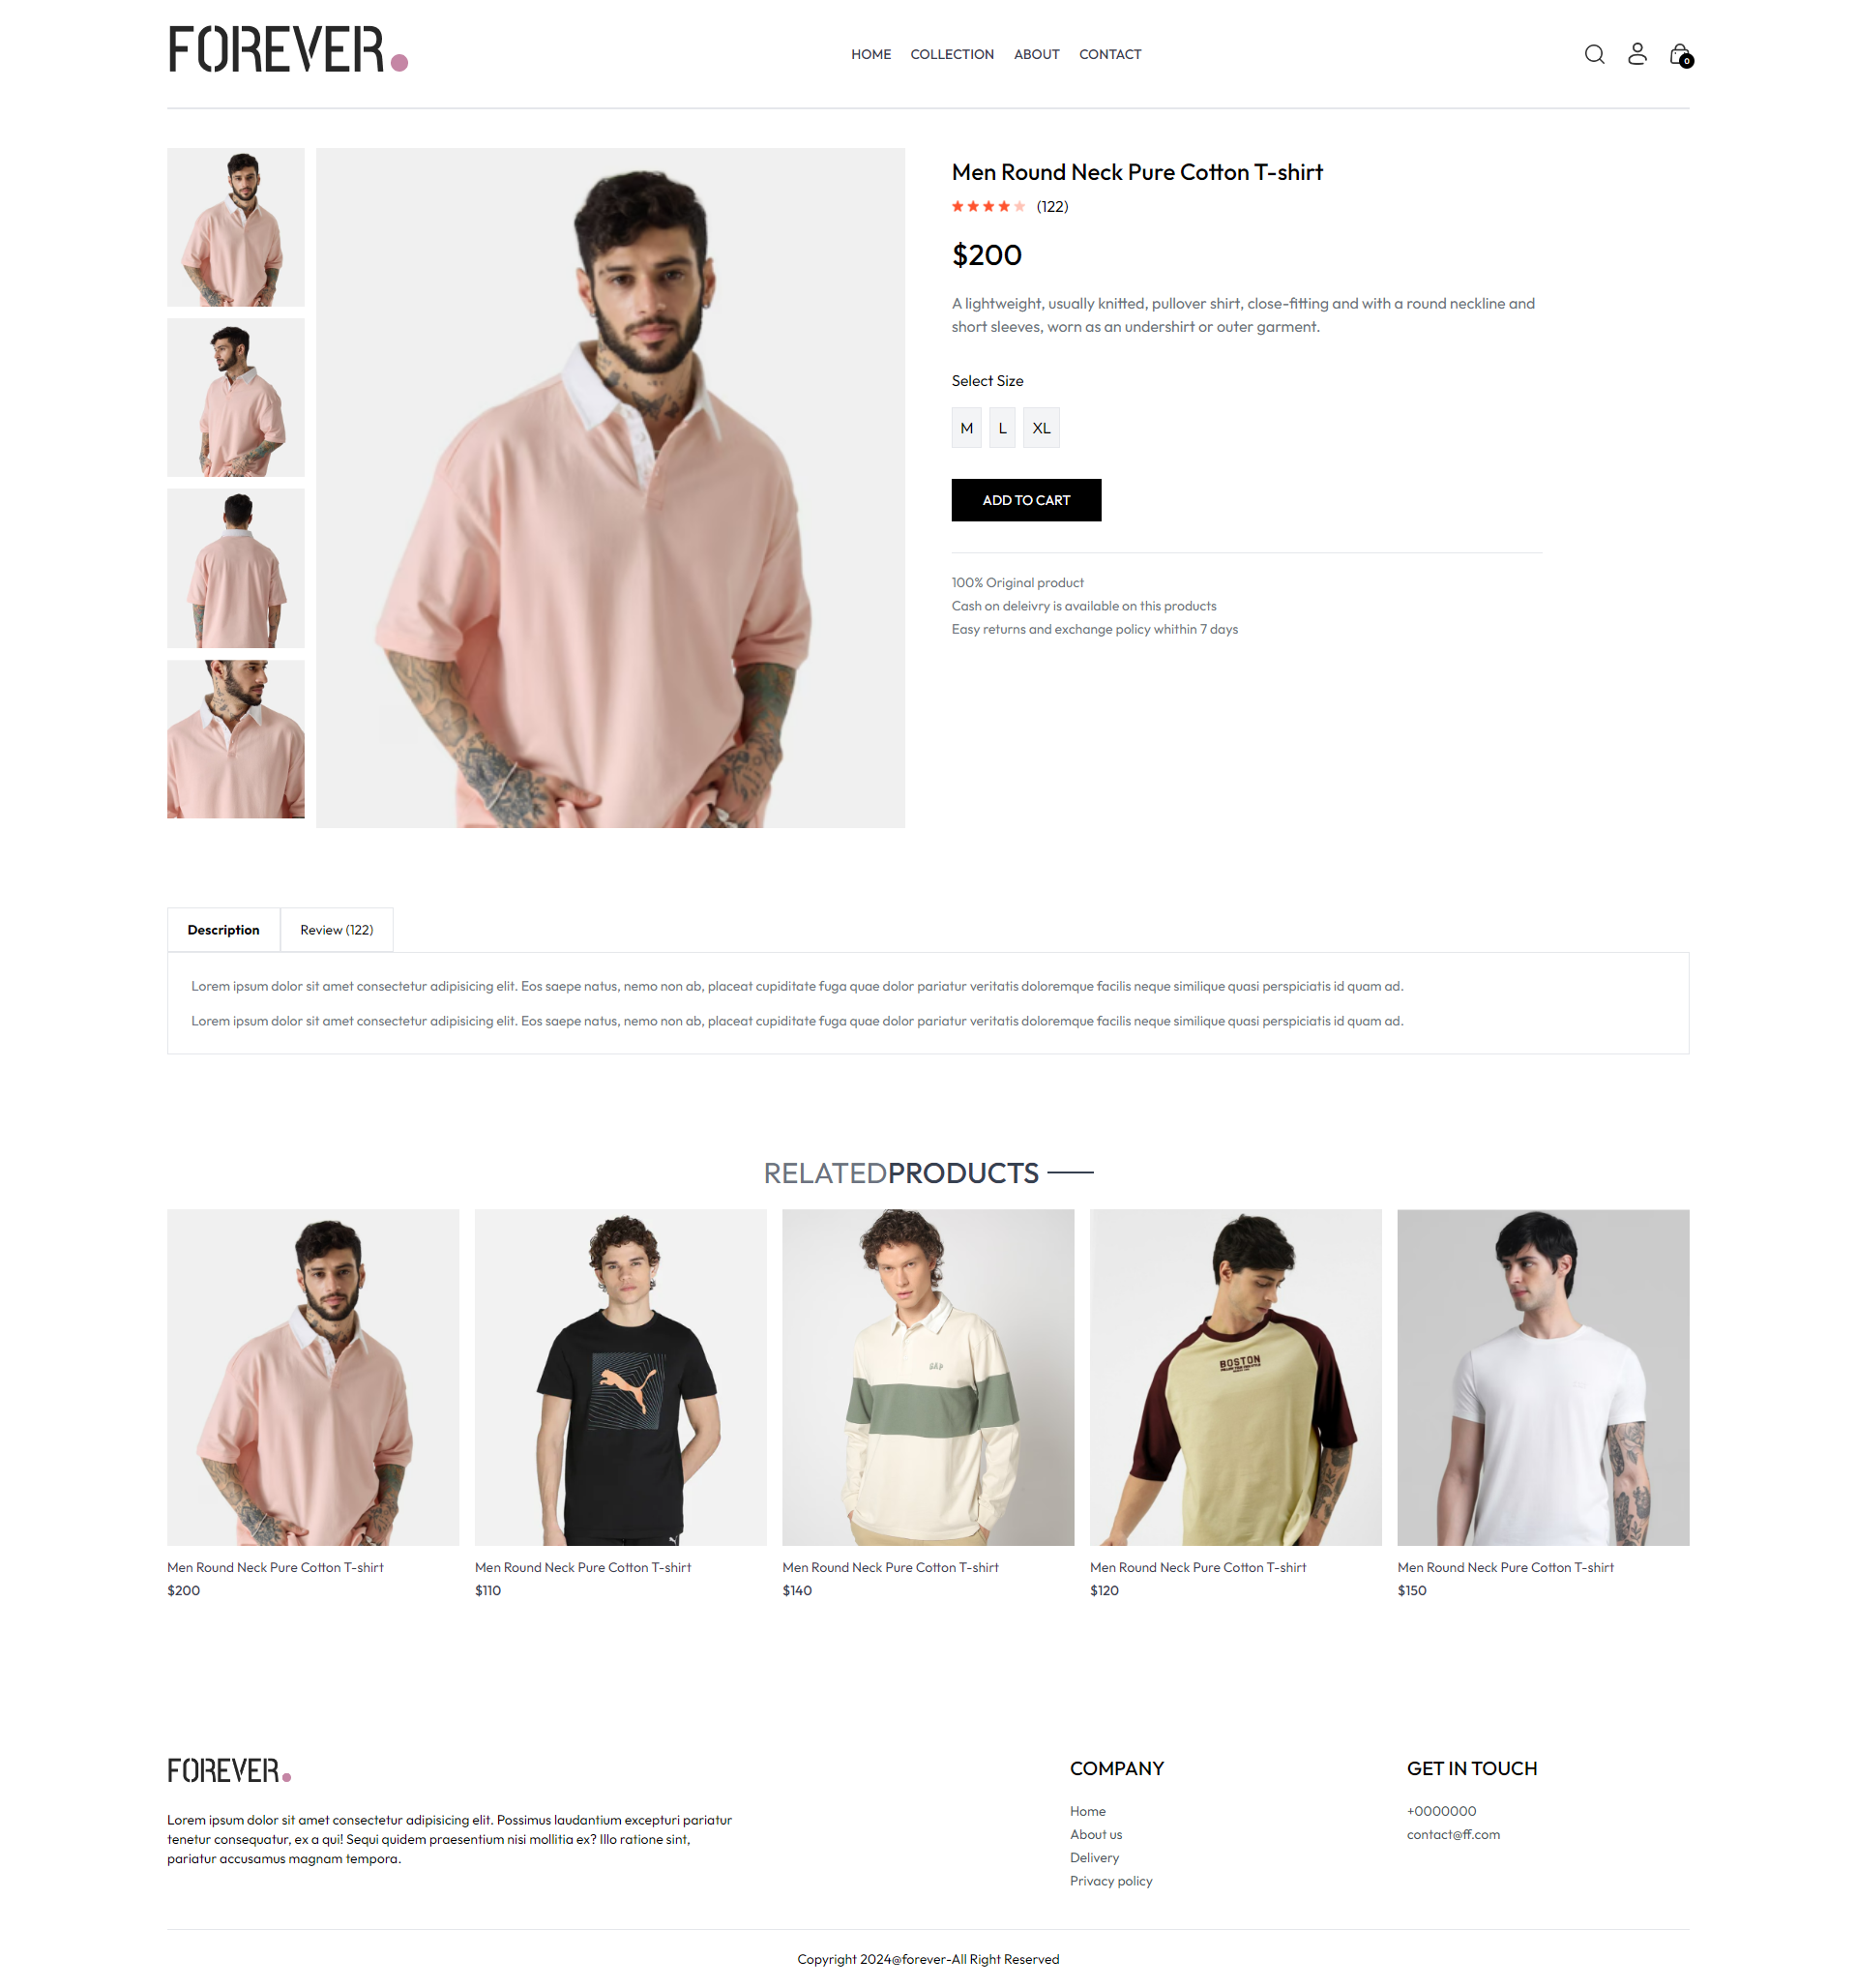 FOREVER.
HOME COLLECTION ABOUT CONTACT
0
Men Round Neck Pure Cotton T-shirt
(122)
$200
A lightweight, usually knitted, pullover shirt, close-fitting and with a round neckline and
short sleeves, worn as an undershirt or outer garment.
Select Size
M L XL
ADD TO CART
100% Original product
Cash on deleivry is available on this products
Easy returns and exchange policy whithin 7 days
Description Review (122)
Lorem ipsum dolor sit amet consectetur adipisicing elit. Eos saepe natus, nemo non ab, placeat cupiditate fuga quae dolor pariatur veritatis doloremque facilis neque similique quasi perspiciatis id quam ad.
Lorem ipsum dolor sit amet consectetur adipisicing elit. Eos saepe natus, nemo non ab, placeat cupiditate fuga quae dolor pariatur veritatis doloremque facilis neque similique quasi perspiciatis id quam ad.
RELATEDPRODUCTS
GAP
BOSTON
Men Round Neck Pure Cotton T-shirt
$200
Men Round Neck Pure Cotton T-shirt
$110
Men Round Neck Pure Cotton T-shirt
$140
Men Round Neck Pure Cotton T-shirt
$120
Men Round Neck Pure Cotton T-shirt
$150
FOREVER.
Lorem ipsum dolor sit amet consectetur adipisicing elit. Possimus laudantium excepturi pariatur
tenetur consequatur, ex a qui! Sequi quidem praesentium nisi mollitia ex? Illo ratione sint,
pariatur accusamus magnam tempora.
COMPANY
Home
About us
Delivery
Privacy policy
GET IN TOUCH
+0000000
contact@ff.com
Copyright 2024@forever-All Right Reserved